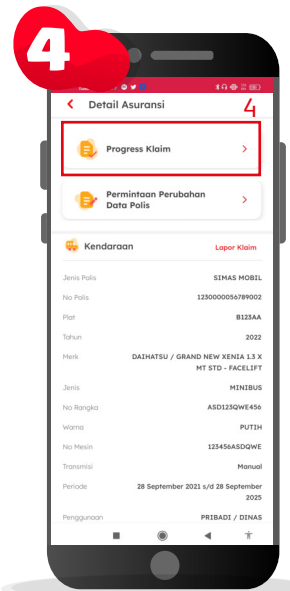 4
Detail Asuransi
4
Progress Klaim
Permintaan Perubahan
Data Polis
Kendaraan
Lapor Klaim
Jenis Polis SIMAS MOBIL
No Polis 1230000056789002
Plat B123AA
Tahun 2022
Merk DAIHATSU / GRAND NEW XENIA 1.3 X
MT STD - FACELIFT
Jenis MINIBUS
No Rangka ASD123QWE456
Warna PUTIH
No Mesin 123456ASDQWE
Transmisi Manual
Periode 28 September 2021 s/d 28 September
2025
Penggunaan PRIBADI / DINAS